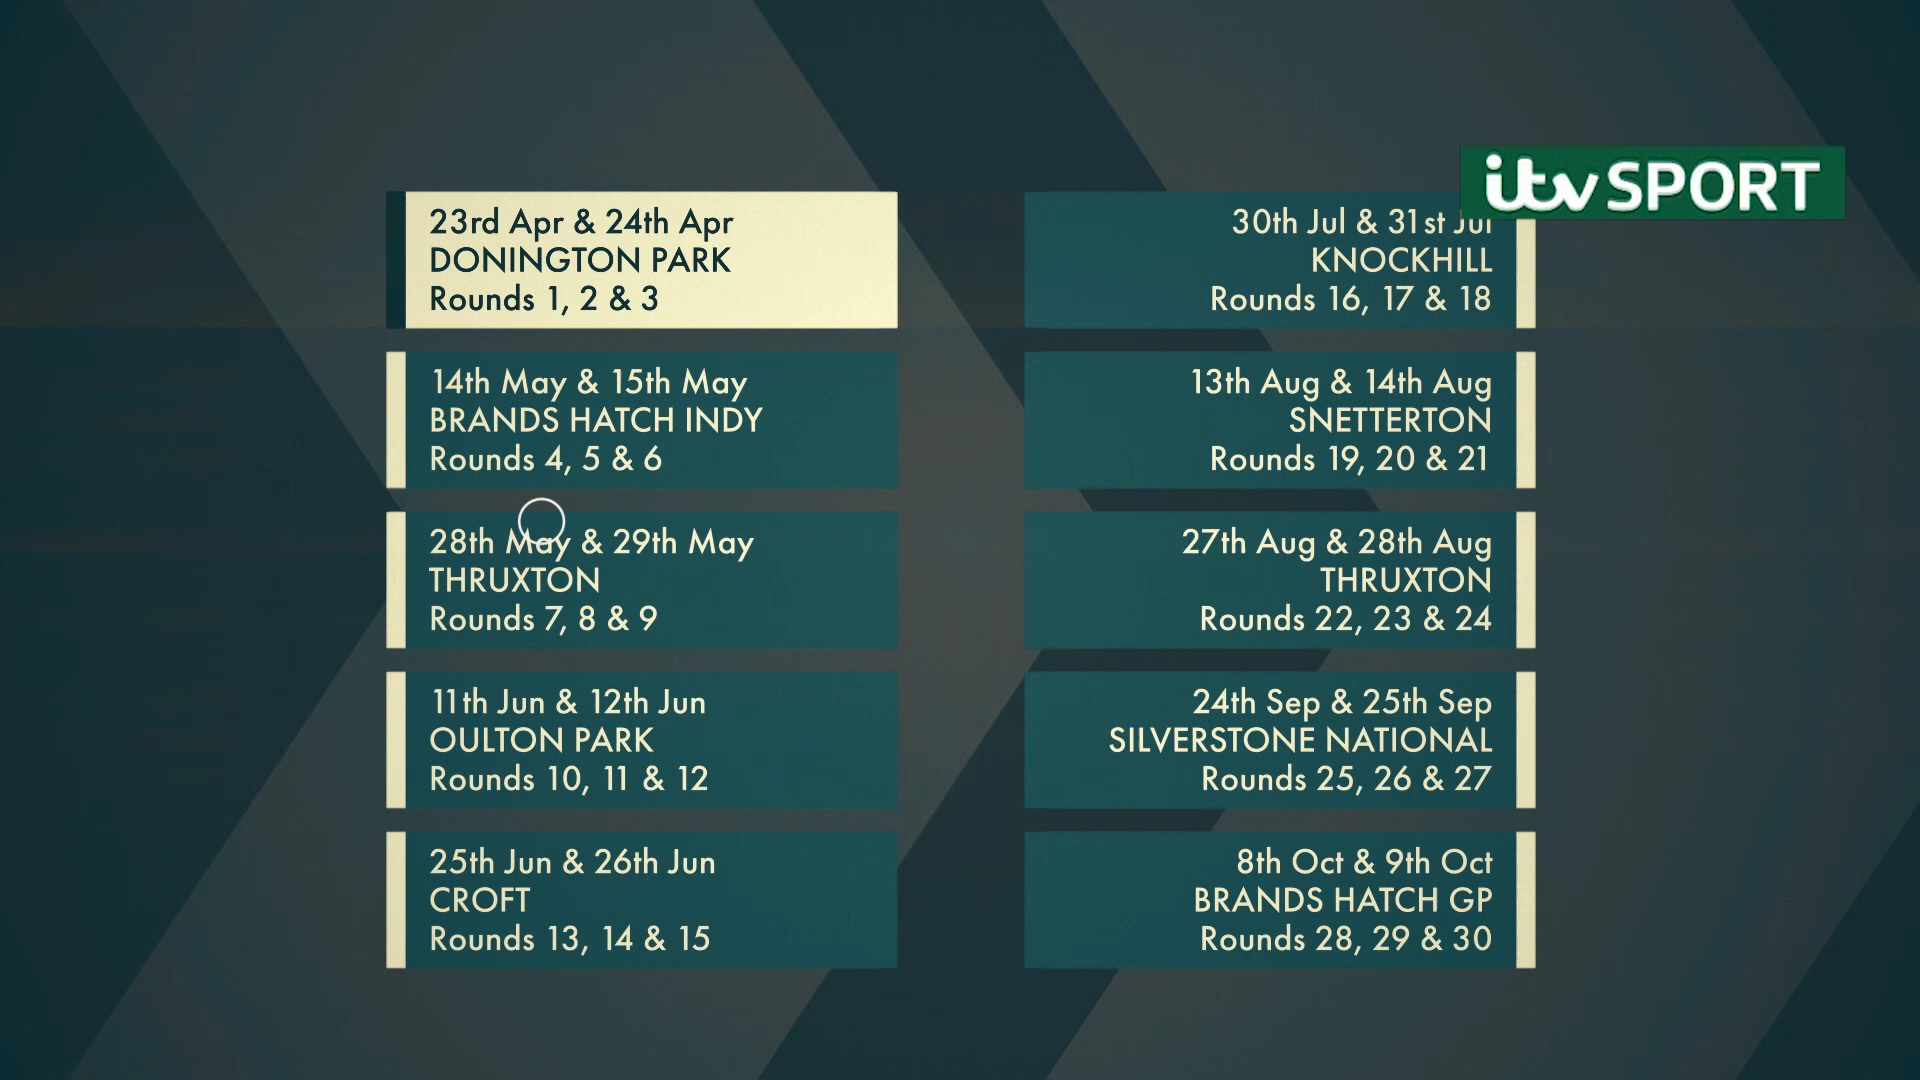 23rd Apr & 24th Apr
DONINGTON PARK
Rounds 1, 2 & 3
14th May & 15th May
BRANDS HATCH INDY
Rounds 4, 5 & 6
28th May & 29th May
THRUXTON
Rounds 7, 8 & 9
11th Jun & 12th Jun
OULTON PARK
Rounds 10, 11 & 12
25th Jun & 26th Jun
CROFT
Rounds 13, 14 & 15
itv SPORT
30th Jul & 31st Jul
KNOCKHILL
Rounds 16, 17 & 18
13th Aug & 14th Aug
SNETTERTON
Rounds 19, 20 & 21
27th Aug & 28th Aug
THRUXTON
Rounds 22, 23 & 24
24th Sep & 25th Sep
SILVERSTONE NATIONAL
Rounds 25, 26 & 27
8th Oct & 9th Oct
BRANDS HATCH GP
Rounds 28, 29 & 30